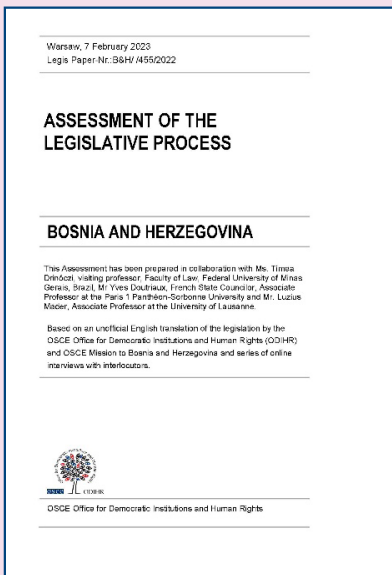 Warsaw, 7 February 2023
Legis Paper-Nr.:B&H/ /455/2022
ASSESSMENT OF THE
LEGISLATIVE PROCESS
BOSNIA AND HERZEGOVINA
This Assessment has been prepared in collaboration with Ms. Timea
Drinóczi, visiting professor, Faculty of Law, Federal University of Minas
Gerais, Brazil, Mr Yves Doutriaux, French State Councilor, Associate
Professor at the Paris 1 Panthéon-Sorbonne University and Mr. Luzius
Mader, Associate Professor at the University of Lausanne.
Based on an unofficial English translation of the legislation by the
OSCE Office for Democratic Institutions and Human Rights (ODIHR)
and OSCE Mission to Bosnia and Herzegovina and series of online
interviews with interlocutors.
OSCE ODIHR
OSCE Office for Democratic Institutions and Human Rights